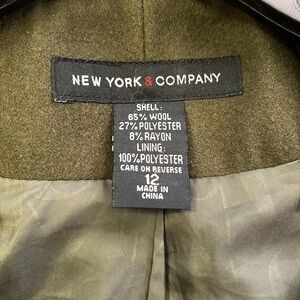 NEW YORK & COMPANY
SHELL:
65% WOOL
27% POLYESTER
8% RAYON
LINING:
100% POLYESTER
CARE ON REVERSE
12
MADE IN
CHINA